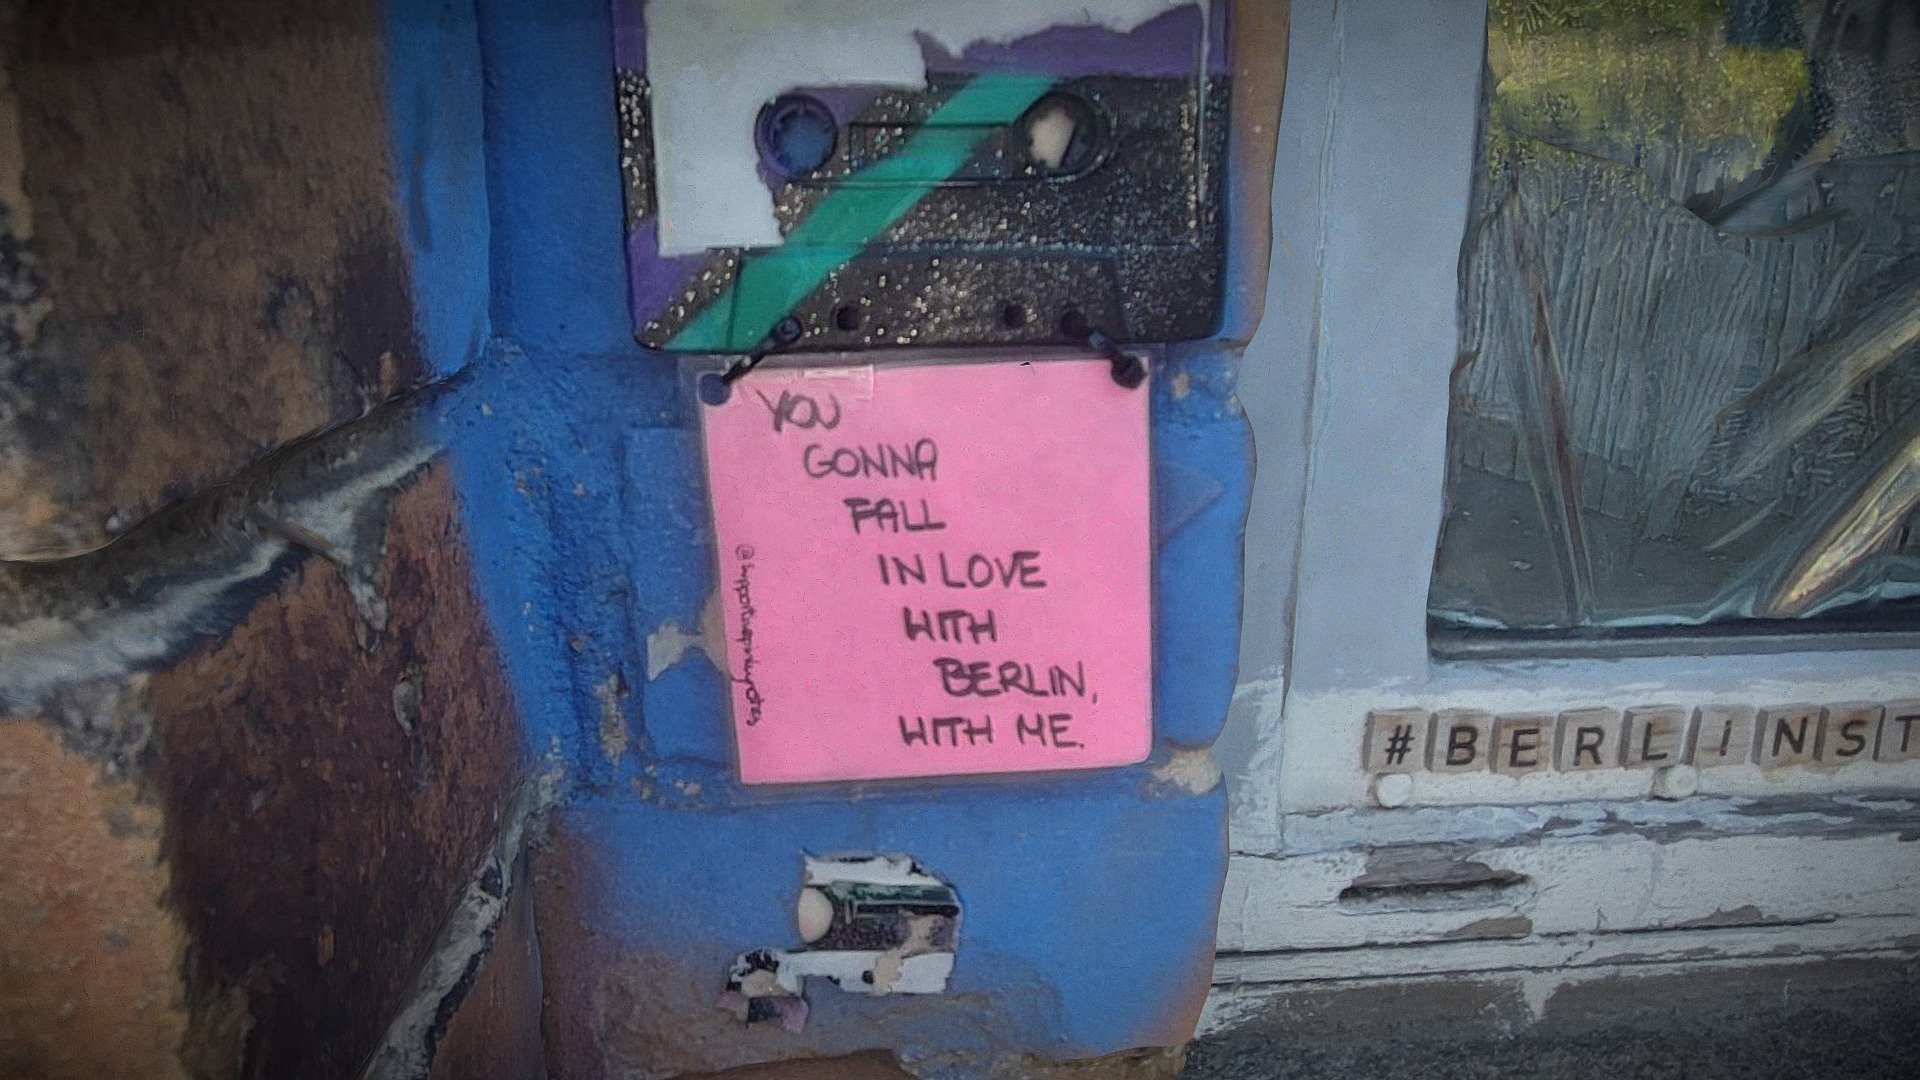 YOU
GONNA
FALL
IN LOVE
WITH
BERLIN.
WITH ME.
#BERLINST